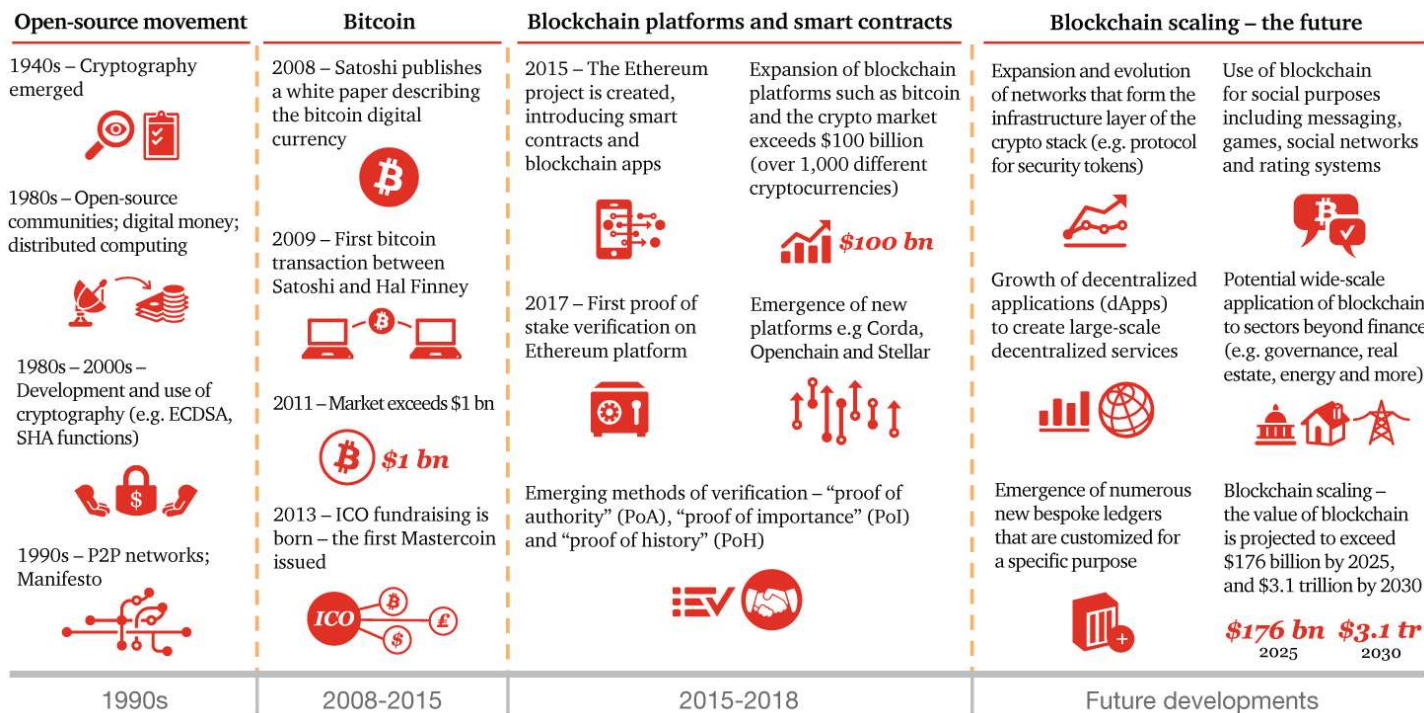 Open-source movement
1940s – Cryptography
emerged
1980s – Open-source
communities; digital money;
distributed computing
1980s – 2000s –
Development and use of
cryptography (e.g. ECDSA,
SHA functions)
$
1990s – P2P networks;
Manifesto
1990s
Bitcoin
2008 – Satoshi publishes
a white paper describing
the bitcoin digital
currency
2009 – First bitcoin
transaction between
Satoshi and Hal Finney
2011 – Market exceeds $1 bn
$1 bn
2013 – ICO fundraising is
born – the first Mastercoin
issued
ICO
₿
£
$
2008-2015
Blockchain platforms and smart contracts
2015 – The Ethereum
project is created,
introducing smart
contracts and
blockchain apps
Expansion of blockchain
platforms such as bitcoin
and the crypto market
exceeds $100 billion
(over 1,000 different
cryptocurrencies)
$100 bn
2017 – First proof of
stake verification on
Ethereum platform
Emergence of new
platforms e.g Corda,
Openchain and Stellar
Emerging methods of verification – “proof of
authority” (PoA), “proof of importance” (PoI)
and “proof of history” (PoH)
2015-2018
Blockchain scaling – the future
Expansion and evolution
of networks that form the
infrastructure layer of the
crypto stack (e.g. protocol
for security tokens)
Use of blockchain
for social purposes
including messaging,
games, social networks
and rating systems
Growth of decentralized
applications (dApps)
to create large-scale
decentralized services
Potential wide-scale
application of blockchain
to sectors beyond finance
(e.g. governance, real
estate, energy and more)
Emergence of numerous
new bespoke ledgers
that are customized for
a specific purpose
Blockchain scaling –
the value of blockchain
is projected to exceed
$176 billion by 2025,
and $3.1 trillion by 2030
$176 bn $3.1 tr
2025 2030
Future developments